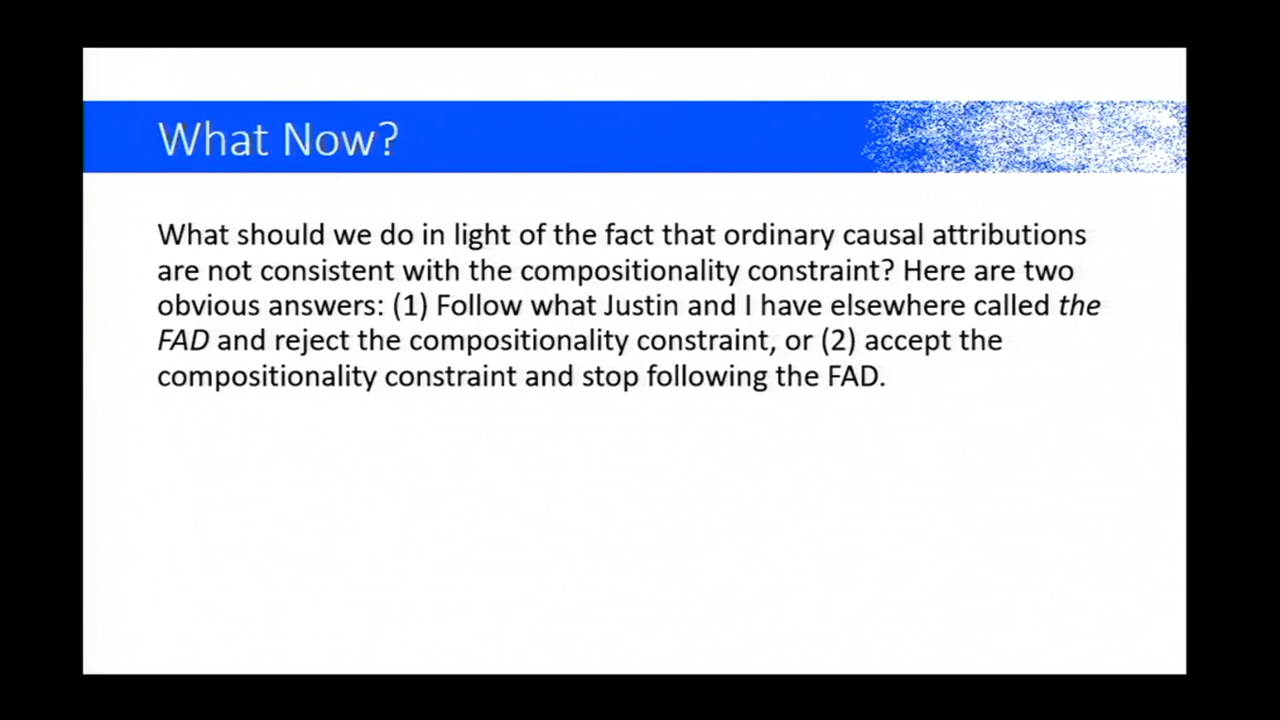 What Now?
What should we do in light of the fact that ordinary causal attributions
are not consistent with the compositionality constraint? Here are two
obvious answers: (1) Follow what Justin and I have elsewhere called the
FAD and reject the compositionality constraint, or (2) accept the
compositionality constraint and stop following the FAD.